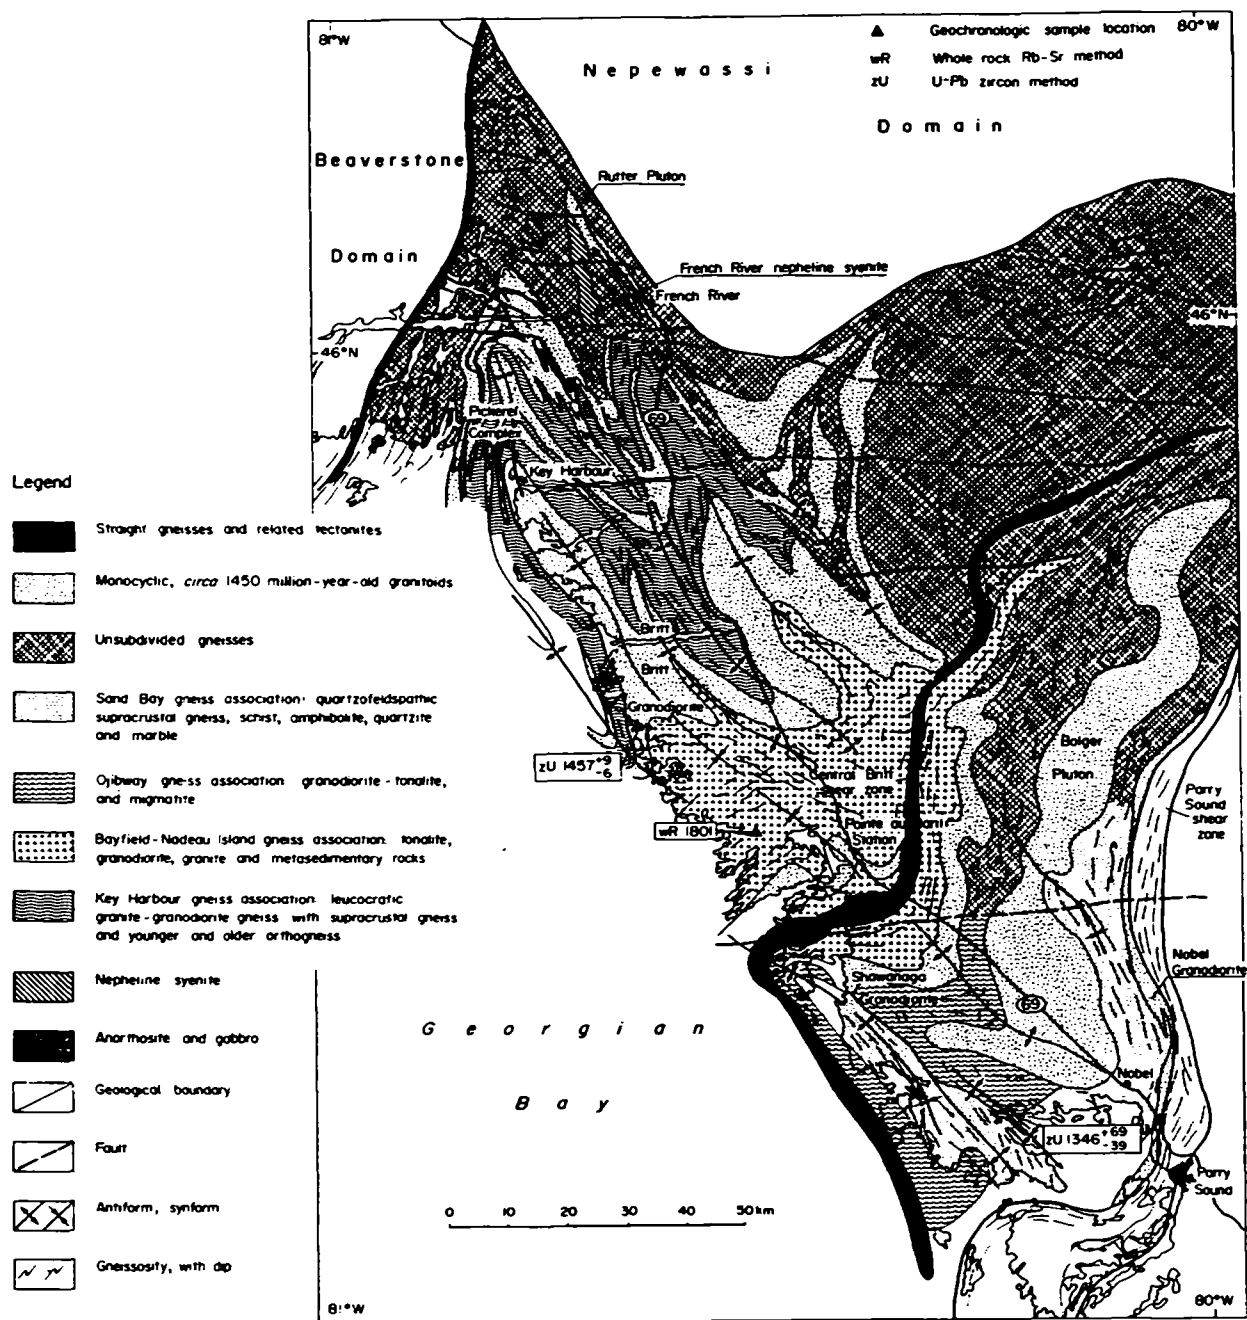 81°W
80°W
▲ Geochronologic sample location
wR Whole rock Rb-Sr method
zU U-Pb zircon method
Nepewassi
Domain
Beaverstone
Domain
Rutter Pluton
French River nepheline syenite
French River
46°N
46°N
Pickerel
Complex
69
Key Harbour
Britt
Britt
Granodiorite
zU 1457 +9 -6
Central Britt
shear zone
wR 1801
Pointe au Baril
Station
Bolger
Pluton
Parry
Sound
shear
zone
Nobel
Granodiorite
Shawanaga
Granodiorite
69
Nobel
zU 1346 +69 -39
Parry
Sound
Georgian
Bay
0 10 20 30 40 50 km
81°W
80°W
Legend
Straight gneisses and related tectonites
Monocyclic, circa 1450 million-year-old granitoids
Unsubdivided gneisses
Sand Bay gneiss association: quartzofeldspathic
supracrustal gneiss, schist, amphibolite, quartzite
and marble
Ojibway gneiss association: granodiorite-tonalite,
and migmatite
Bayfield-Nadeau Island gneiss association: tonalite,
granodiorite, granite and metasedimentary rocks
Key Harbour gneiss association: leucocratic
granite-granodiorite gneiss with supracrustal gneiss
and younger and older orthogneiss
Nepheline syenite
Anorthosite and gabbro
Geological boundary
Fault
Antiform, synform
Gneissosity, with dip